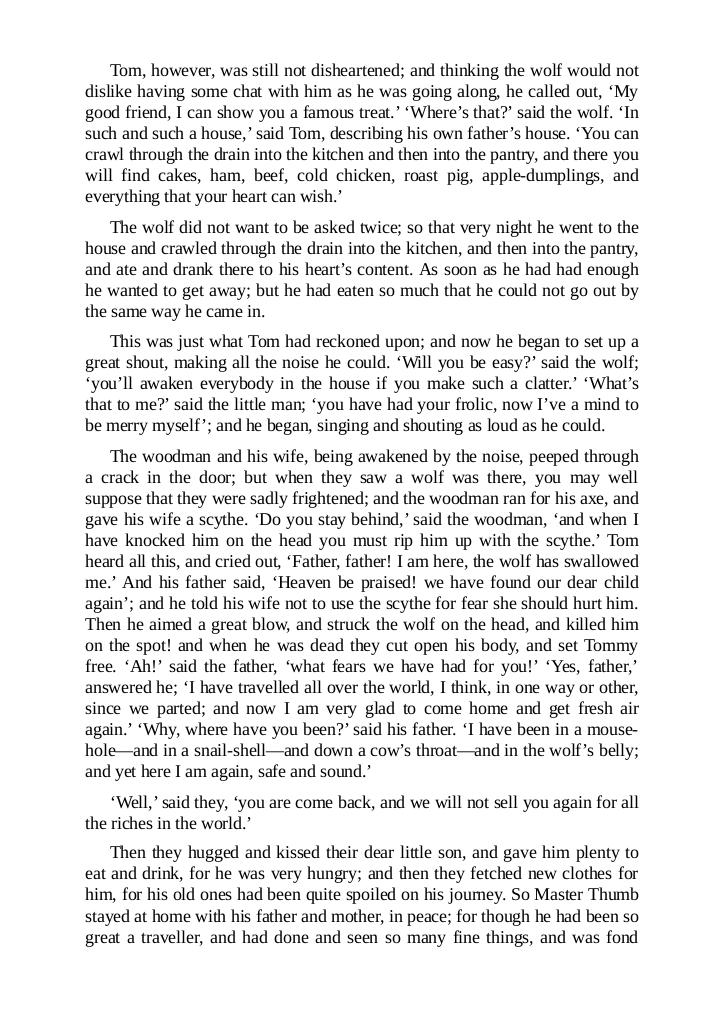 Tom, however, was still not disheartened; and thinking the wolf would not
dislike having some chat with him as he was going along, he called out, ‘My
good friend, I can show you a famous treat.’ ‘Where’s that?’ said the wolf. ‘In
such and such a house,’ said Tom, describing his own father’s house. ‘You can
crawl through the drain into the kitchen and then into the pantry, and there you
will find cakes, ham, beef, cold chicken, roast pig, apple-dumplings, and
everything that your heart can wish.’
The wolf did not want to be asked twice; so that very night he went to the
house and crawled through the drain into the kitchen, and then into the pantry,
and ate and drank there to his heart’s content. As soon as he had had enough
he wanted to get away; but he had eaten so much that he could not go out by
the same way he came in.
This was just what Tom had reckoned upon; and now he began to set up a
great shout, making all the noise he could. ‘Will you be easy?’ said the wolf;
‘you’ll awaken everybody in the house if you make such a clatter.’ ‘What’s
that to me?’ said the little man; ‘you have had your frolic, now I’ve a mind to
be merry myself’; and he began, singing and shouting as loud as he could.
The woodman and his wife, being awakened by the noise, peeped through
a crack in the door; but when they saw a wolf was there, you may well
suppose that they were sadly frightened; and the woodman ran for his axe, and
gave his wife a scythe. ‘Do you stay behind,’ said the woodman, ‘and when I
have knocked him on the head you must rip him up with the scythe.’ Tom
heard all this, and cried out, ‘Father, father! I am here, the wolf has swallowed
me.’ And his father said, ‘Heaven be praised! we have found our dear child
again’; and he told his wife not to use the scythe for fear she should hurt him.
Then he aimed a great blow, and struck the wolf on the head, and killed him
on the spot! and when he was dead they cut open his body, and set Tommy
free. ‘Ah!’ said the father, ‘what fears we have had for you!’ ‘Yes, father,’
answered he; ‘I have travelled all over the world, I think, in one way or other,
since we parted; and now I am very glad to come home and get fresh air
again.’ ‘Why, where have you been?’ said his father. ‘I have been in a mouse-
hole—and in a snail-shell—and down a cow’s throat—and in the wolf’s belly;
and yet here I am again, safe and sound.’
‘Well,’ said they, ‘you are come back, and we will not sell you again for all
the riches in the world.’
Then they hugged and kissed their dear little son, and gave him plenty to
eat and drink, for he was very hungry; and then they fetched new clothes for
him, for his old ones had been quite spoiled on his journey. So Master Thumb
stayed at home with his father and mother, in peace; for though he had been so
great a traveller, and had done and seen so many fine things, and was fond